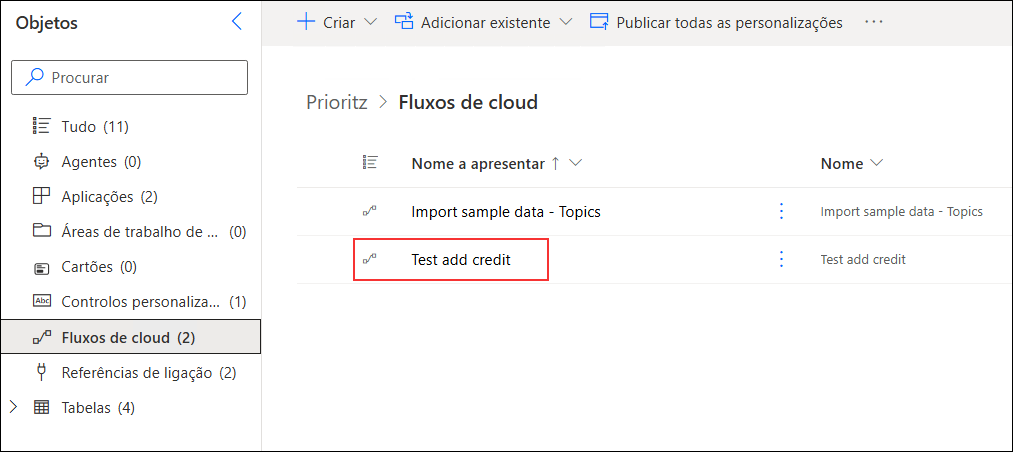 Objetos
Procurar
Tudo (11)
Agentes (0)
Aplicações (2)
Áreas de trabalho de ... (0)
Cartões (0)
Abc Controlos personaliza... (1)
Fluxos de cloud (2)
Referências de ligação (2)
Tabelas (4)
Criar Adicionar existente Publicar todas as personalizações ...
Prioritz > Fluxos de cloud
Nome a apresentar ↑ Nome
Import sample data - Topics Import sample data - Topics
Test add credit Test add credit